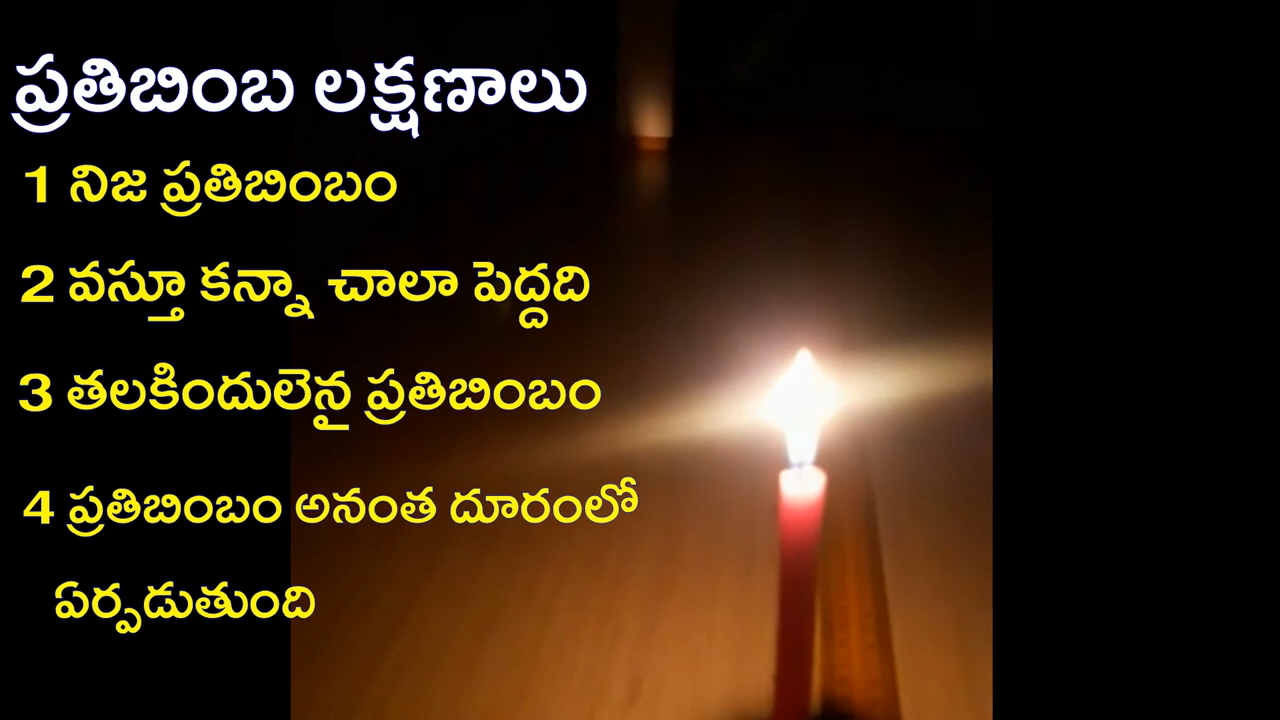 ప్రతిబింబ లక్షణాలు
1 నిజ ప్రతిబింబం
2 వస్తూ కన్నా చాలా పెద్దది
3 తలకిందులెనై ప్రతిబింబం
4 ప్రతిబింబం అనంత దూరంలో
ఏర్పడుతుంది